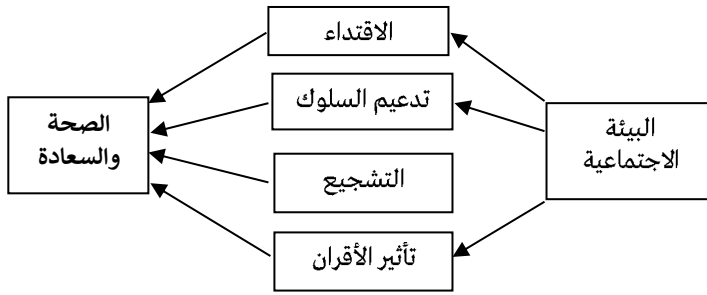 البيئة
الاجتماعية
الاقتداء
تدعيم السلوك
التشجيع
تأثير الأقران
الصحة
والسعادة